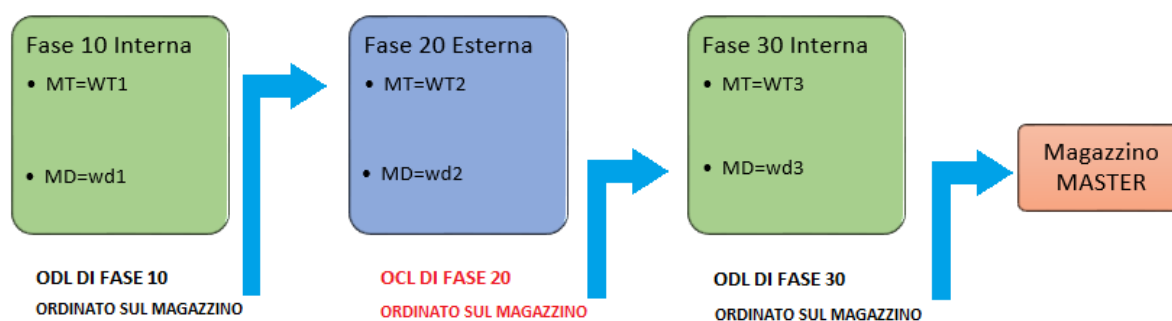 Fase 10 Interna
• MT=WT1
• MD=wd1
Fase 20 Esterna
• MT=WT2
• MD=wd2
Fase 30 Interna
• MT=WT3
• MD=wd3
Magazzino
MASTER
ODL DI FASE 10
ORDINATO SUL MAGAZZINO
OCL DI FASE 20
ORDINATO SUL MAGAZZINO
ODL DI FASE 30
ORDINATO SUL MAGAZZINO